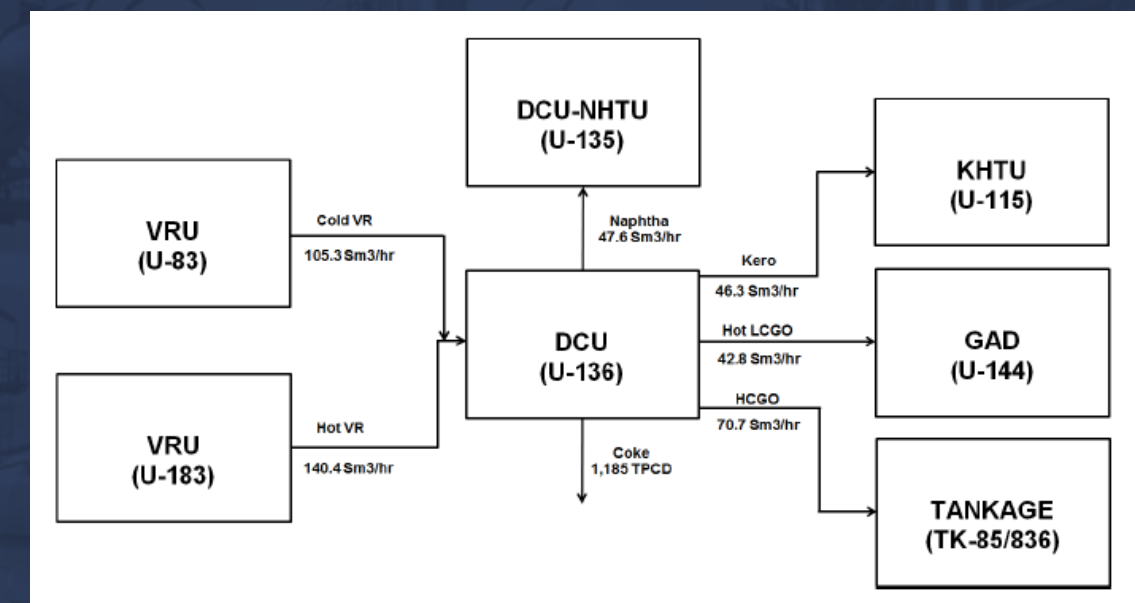 DCU-NHTU
(U-135)
KHTU
(U-115)
VRU
(U-83)
Cold VR
105.3 Sm3/hr
Naphtha
47.6 Sm3/hr
Kero
46.3 Sm3/hr
DCU
(U-136)
Hot LCGO
42.8 Sm3/hr
GAD
(U-144)
HCGO
70.7 Sm3/hr
VRU
(U-183)
Hot VR
140.4 Sm3/hr
Coke
1,185 TPCD
TANKAGE
(TK-85/836)